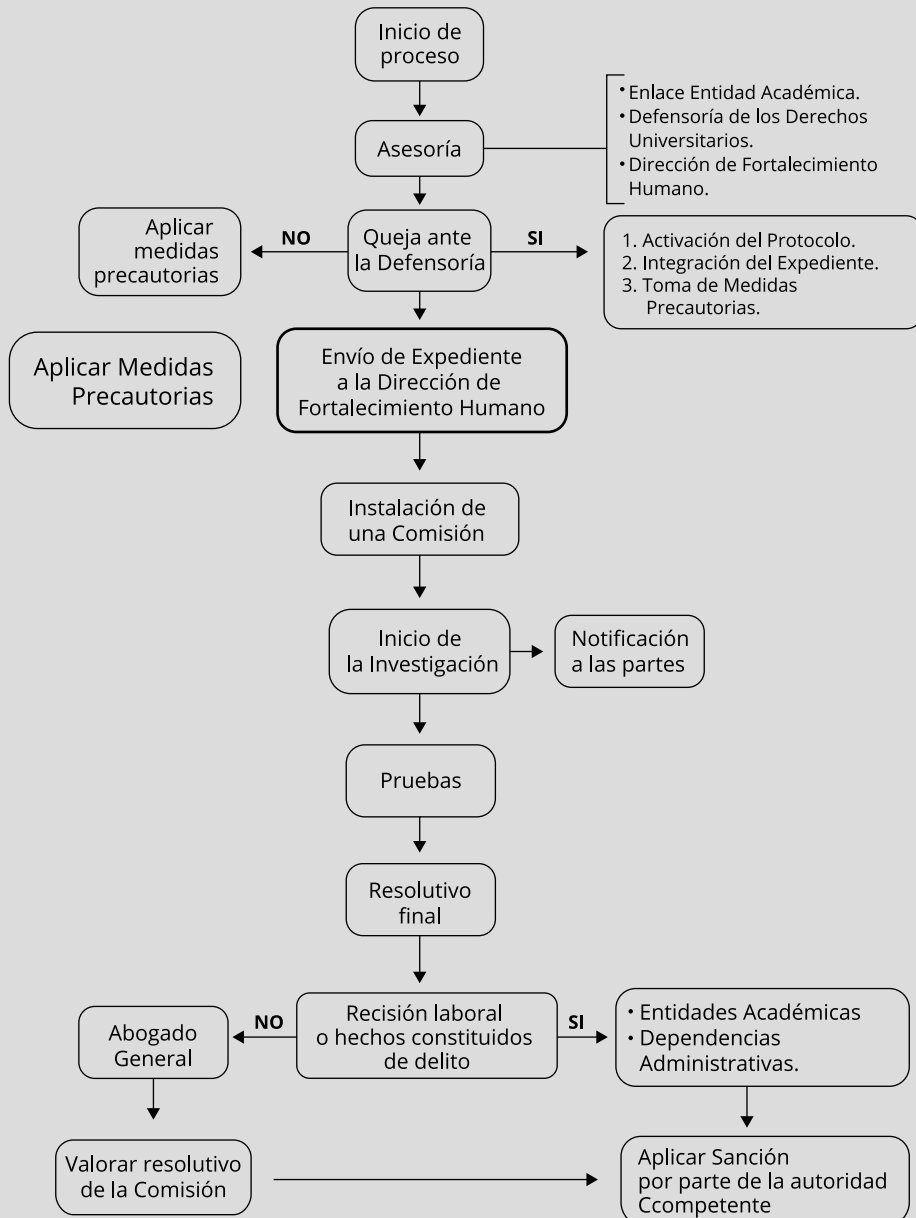 Inicio de
proceso
Asesoría
• Enlace Entidad Académica.
• Defensoría de los Derechos
Universitarios.
• Dirección de Fortalecimiento
Humano.
Aplicar
medidas
precautorias
NO
Queja ante
la Defensoría
SI
1. Activación del Protocolo.
2. Integración del Expediente.
3. Toma de Medidas
Precautorias.
Aplicar Medidas
Precautorias
Envío de Expediente
a la Dirección de
Fortalecimiento Humano
Instalación de
una Comisión
Inicio de
la Investigación
Notificación
a las partes
Pruebas
Resolutivo
final
Abogado
General
NO
Recisión laboral
o hechos constituidos
de delito
SI
• Entidades Académicas
• Dependencias
Administrativas.
Valorar resolutivo
de la Comisión
Aplicar Sanción
por parte de la autoridad
Ccompetente